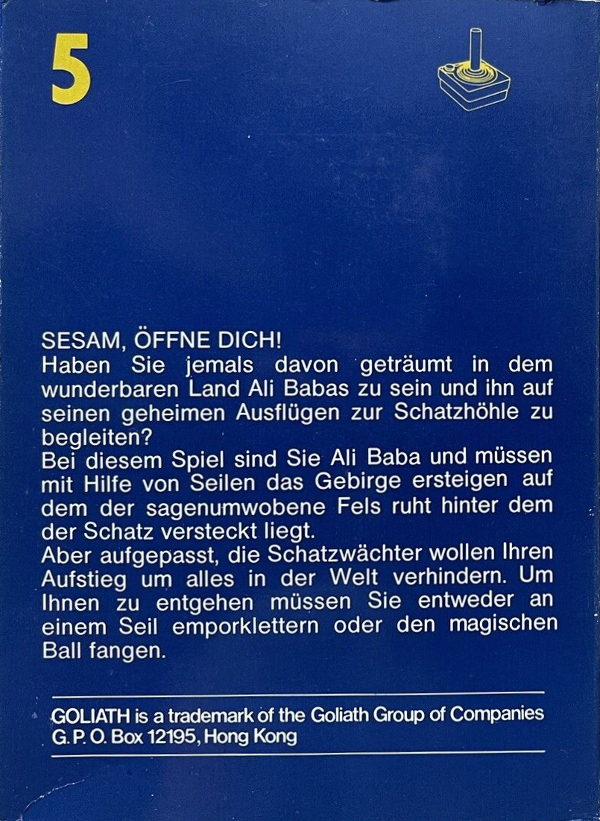 5
SESAM, ÖFFNE DICH!
Haben Sie jemals davon geträumt in dem
wunderbaren Land Ali Babas zu sein und ihn auf
seinen geheimen Ausflügen zur Schatzhöhle zu
begleiten?
Bei diesem Spiel sind Sie Ali Baba und müssen
mit Hilfe von Seilen das Gebirge ersteigen auf
dem der sagenumwobene Fels ruht hinter dem
der Schatz versteckt liegt.
Aber aufgepasst, die Schatzwächter wollen Ihren
Aufstieg um alles in der Welt verhindern. Um
Ihnen zu entgehen müssen Sie entweder an
einem Seil emporklettern oder den magischen
Ball fangen.
GOLIATH is a trademark of the Goliath Group of Companies
G. P. O. Box 12195, Hong Kong